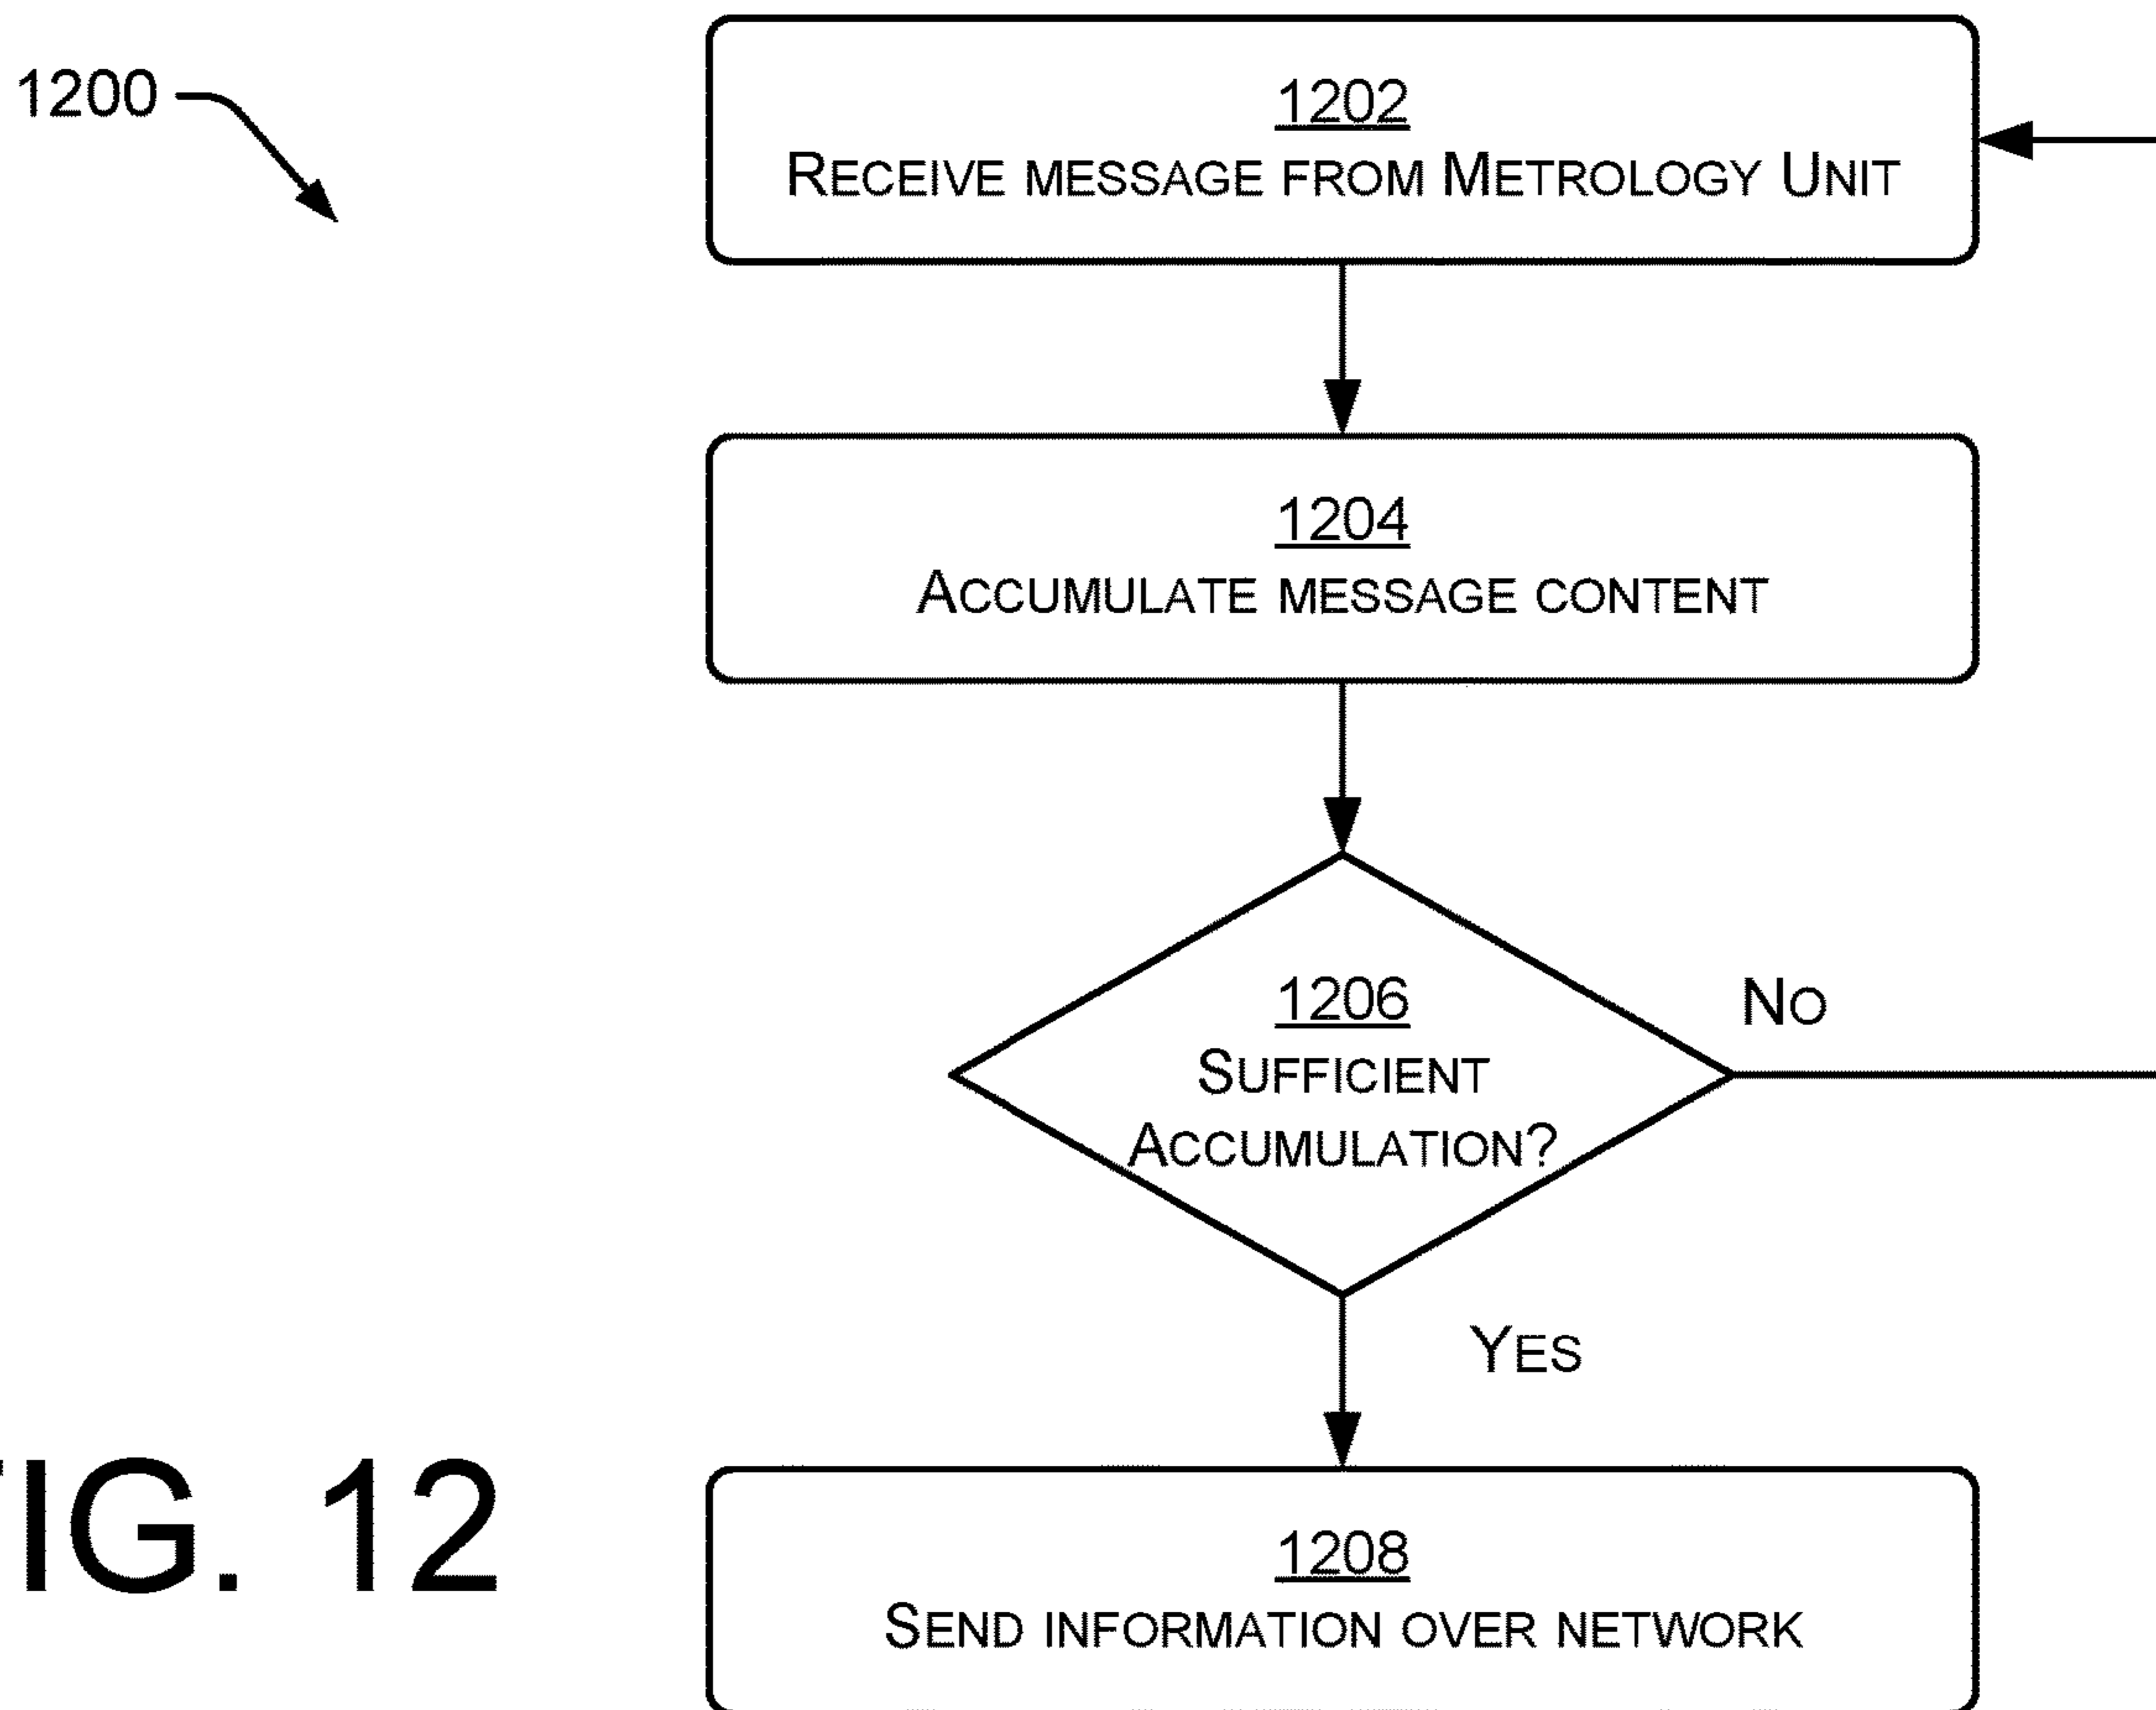 1200
1202
RECEIVE MESSAGE FROM METROLOGY UNIT
1204
ACCUMULATE MESSAGE CONTENT
1206
SUFFICIENT
ACCUMULATION?
NO
YES
1208
SEND INFORMATION OVER NETWORK
IG. 12